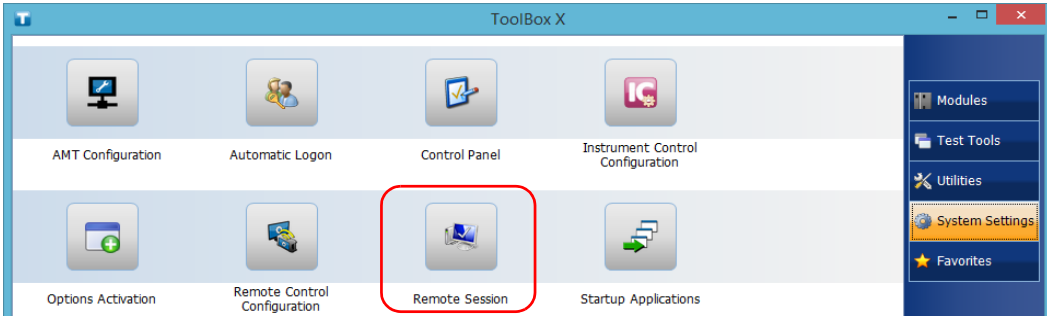 T
ToolBox X
IC
AMT Configuration
Automatic Logon
Control Panel
Instrument Control
Configuration
Options Activation
Remote Control
Configuration
Remote Session
Startup Applications
Modules
Test Tools
Utilities
System Settings
Favorites